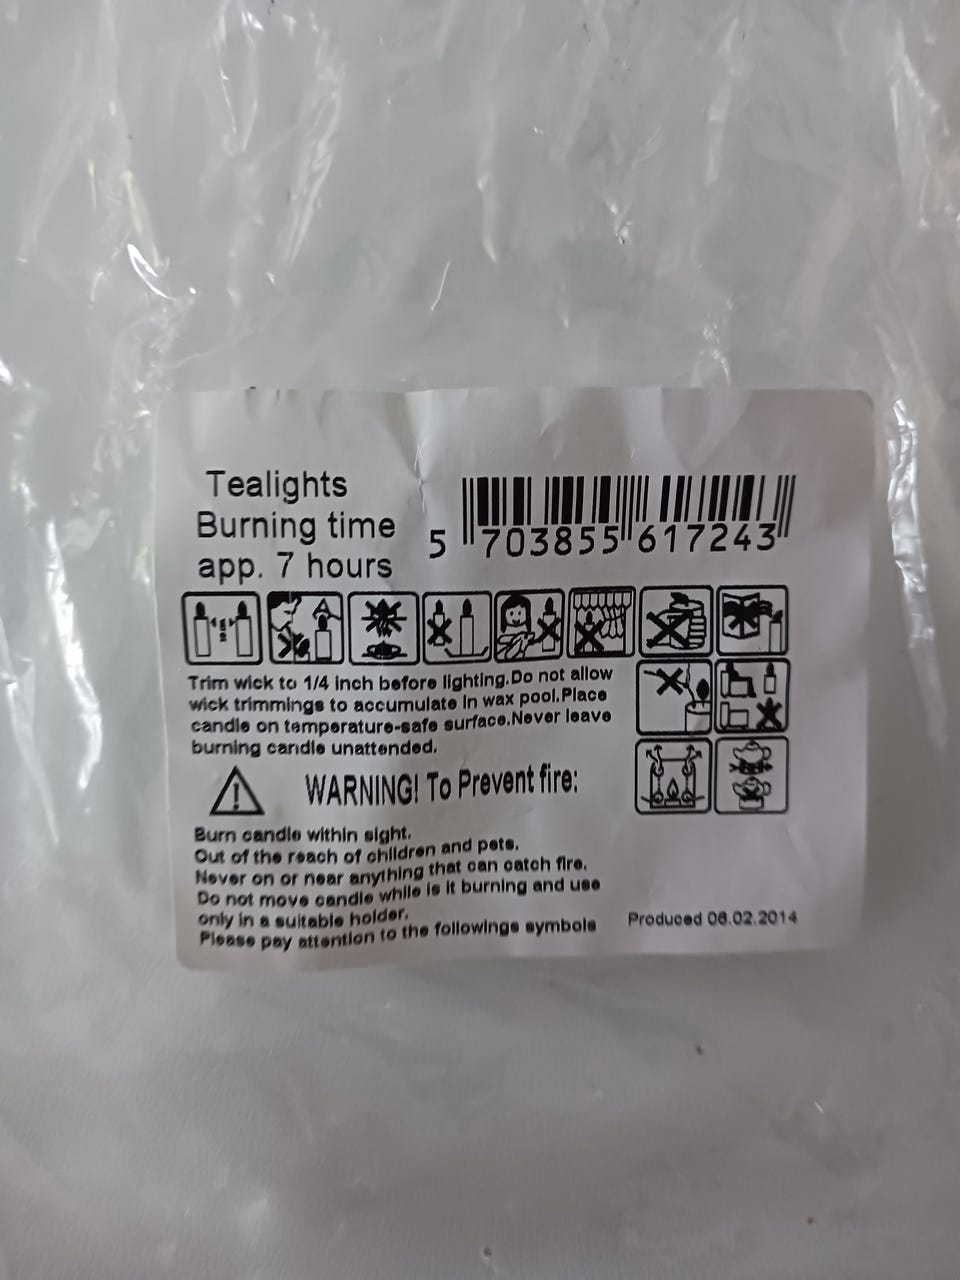 Tealights
Burning time
app. 7 hours
5 703855 617243
Trim wick to 1/4 inch before lighting.Do not allow
wick trimmings to accumulate in wax pool.Place
candle on temperature-safe surface.Never leave
burning candle unattended.
WARNING! To Prevent fire:
Burn candle within sight.
Out of the reach of children and pets.
Never on or near anything that can catch fire.
Do not move candle while is it burning and use
only in a suitable holder.
Please pay attention to the followings symbols
Produced 06.02.2014